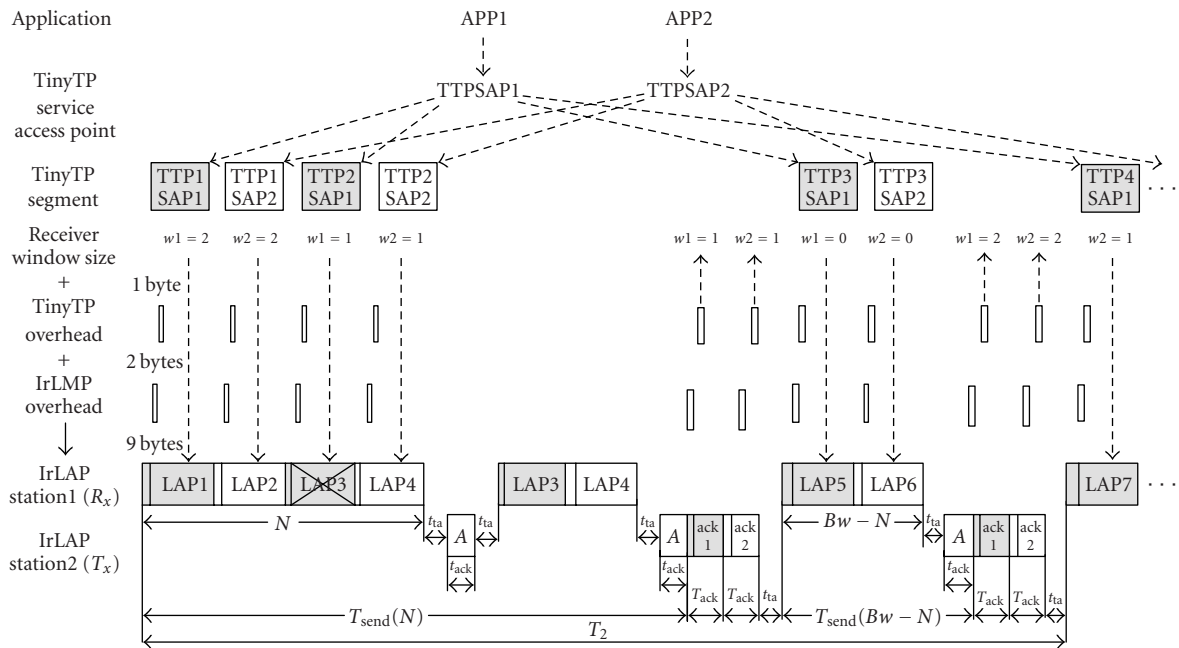 Application
APP1
APP2
TinyTP
service
access point
TTPSAP1
TTPSAP2
TinyTP
segment
TTP1
SAP1
TTP1
SAP2
TTP2
SAP1
TTP2
SAP2
TTP3
SAP1
TTP3
SAP2
TTP4
SAP1
· · ·
Receiver
window size
w1 = 2
w2 = 2
w1 = 1
w2 = 1
w1 = 1
w2 = 1
w1 = 0
w2 = 0
w1 = 2
w2 = 2
w2 = 1
+
1 byte
TinyTP
overhead
+
2 bytes
IrLMP
overhead
9 bytes
IrLAP
station1 (Rx)
LAP1
LAP2
LAP3
LAP4
LAP3
LAP4
LAP5
LAP6
LAP7
· · ·
N
tta
tta
tta
Bw − N
tta
IrLAP
station2 (Tx)
A
A
ack
1
ack
2
A
ack
1
ack
2
tack
tack
Tack
Tack
tta
tack
Tack
Tack
tta
Tsend(N)
Tsend(Bw − N)
T2